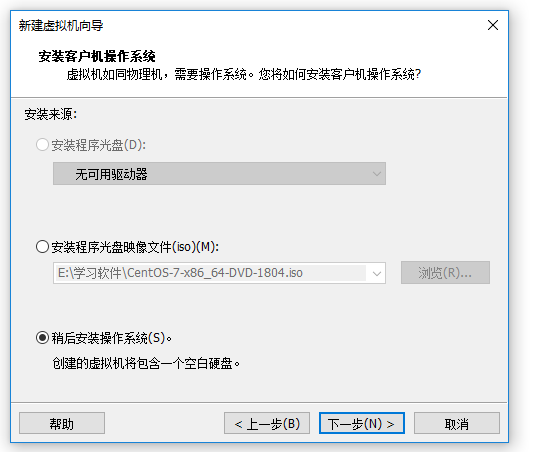 新建虚拟机向导
安装客户机操作系统
虚拟机如同物理机，需要操作系统。您将如何安装客户机操作系统?
安装来源:
安装程序光盘(D):
无可用驱动器
安装程序光盘映像文件(iso)(M):
E:\学习软件\CentOS-7-x86_64-DVD-1804.iso
浏览(R)...
稍后安装操作系统(S)。
创建的虚拟机将包含一个空白硬盘。
帮助
< 上一步(B)
下一步(N) >
取消